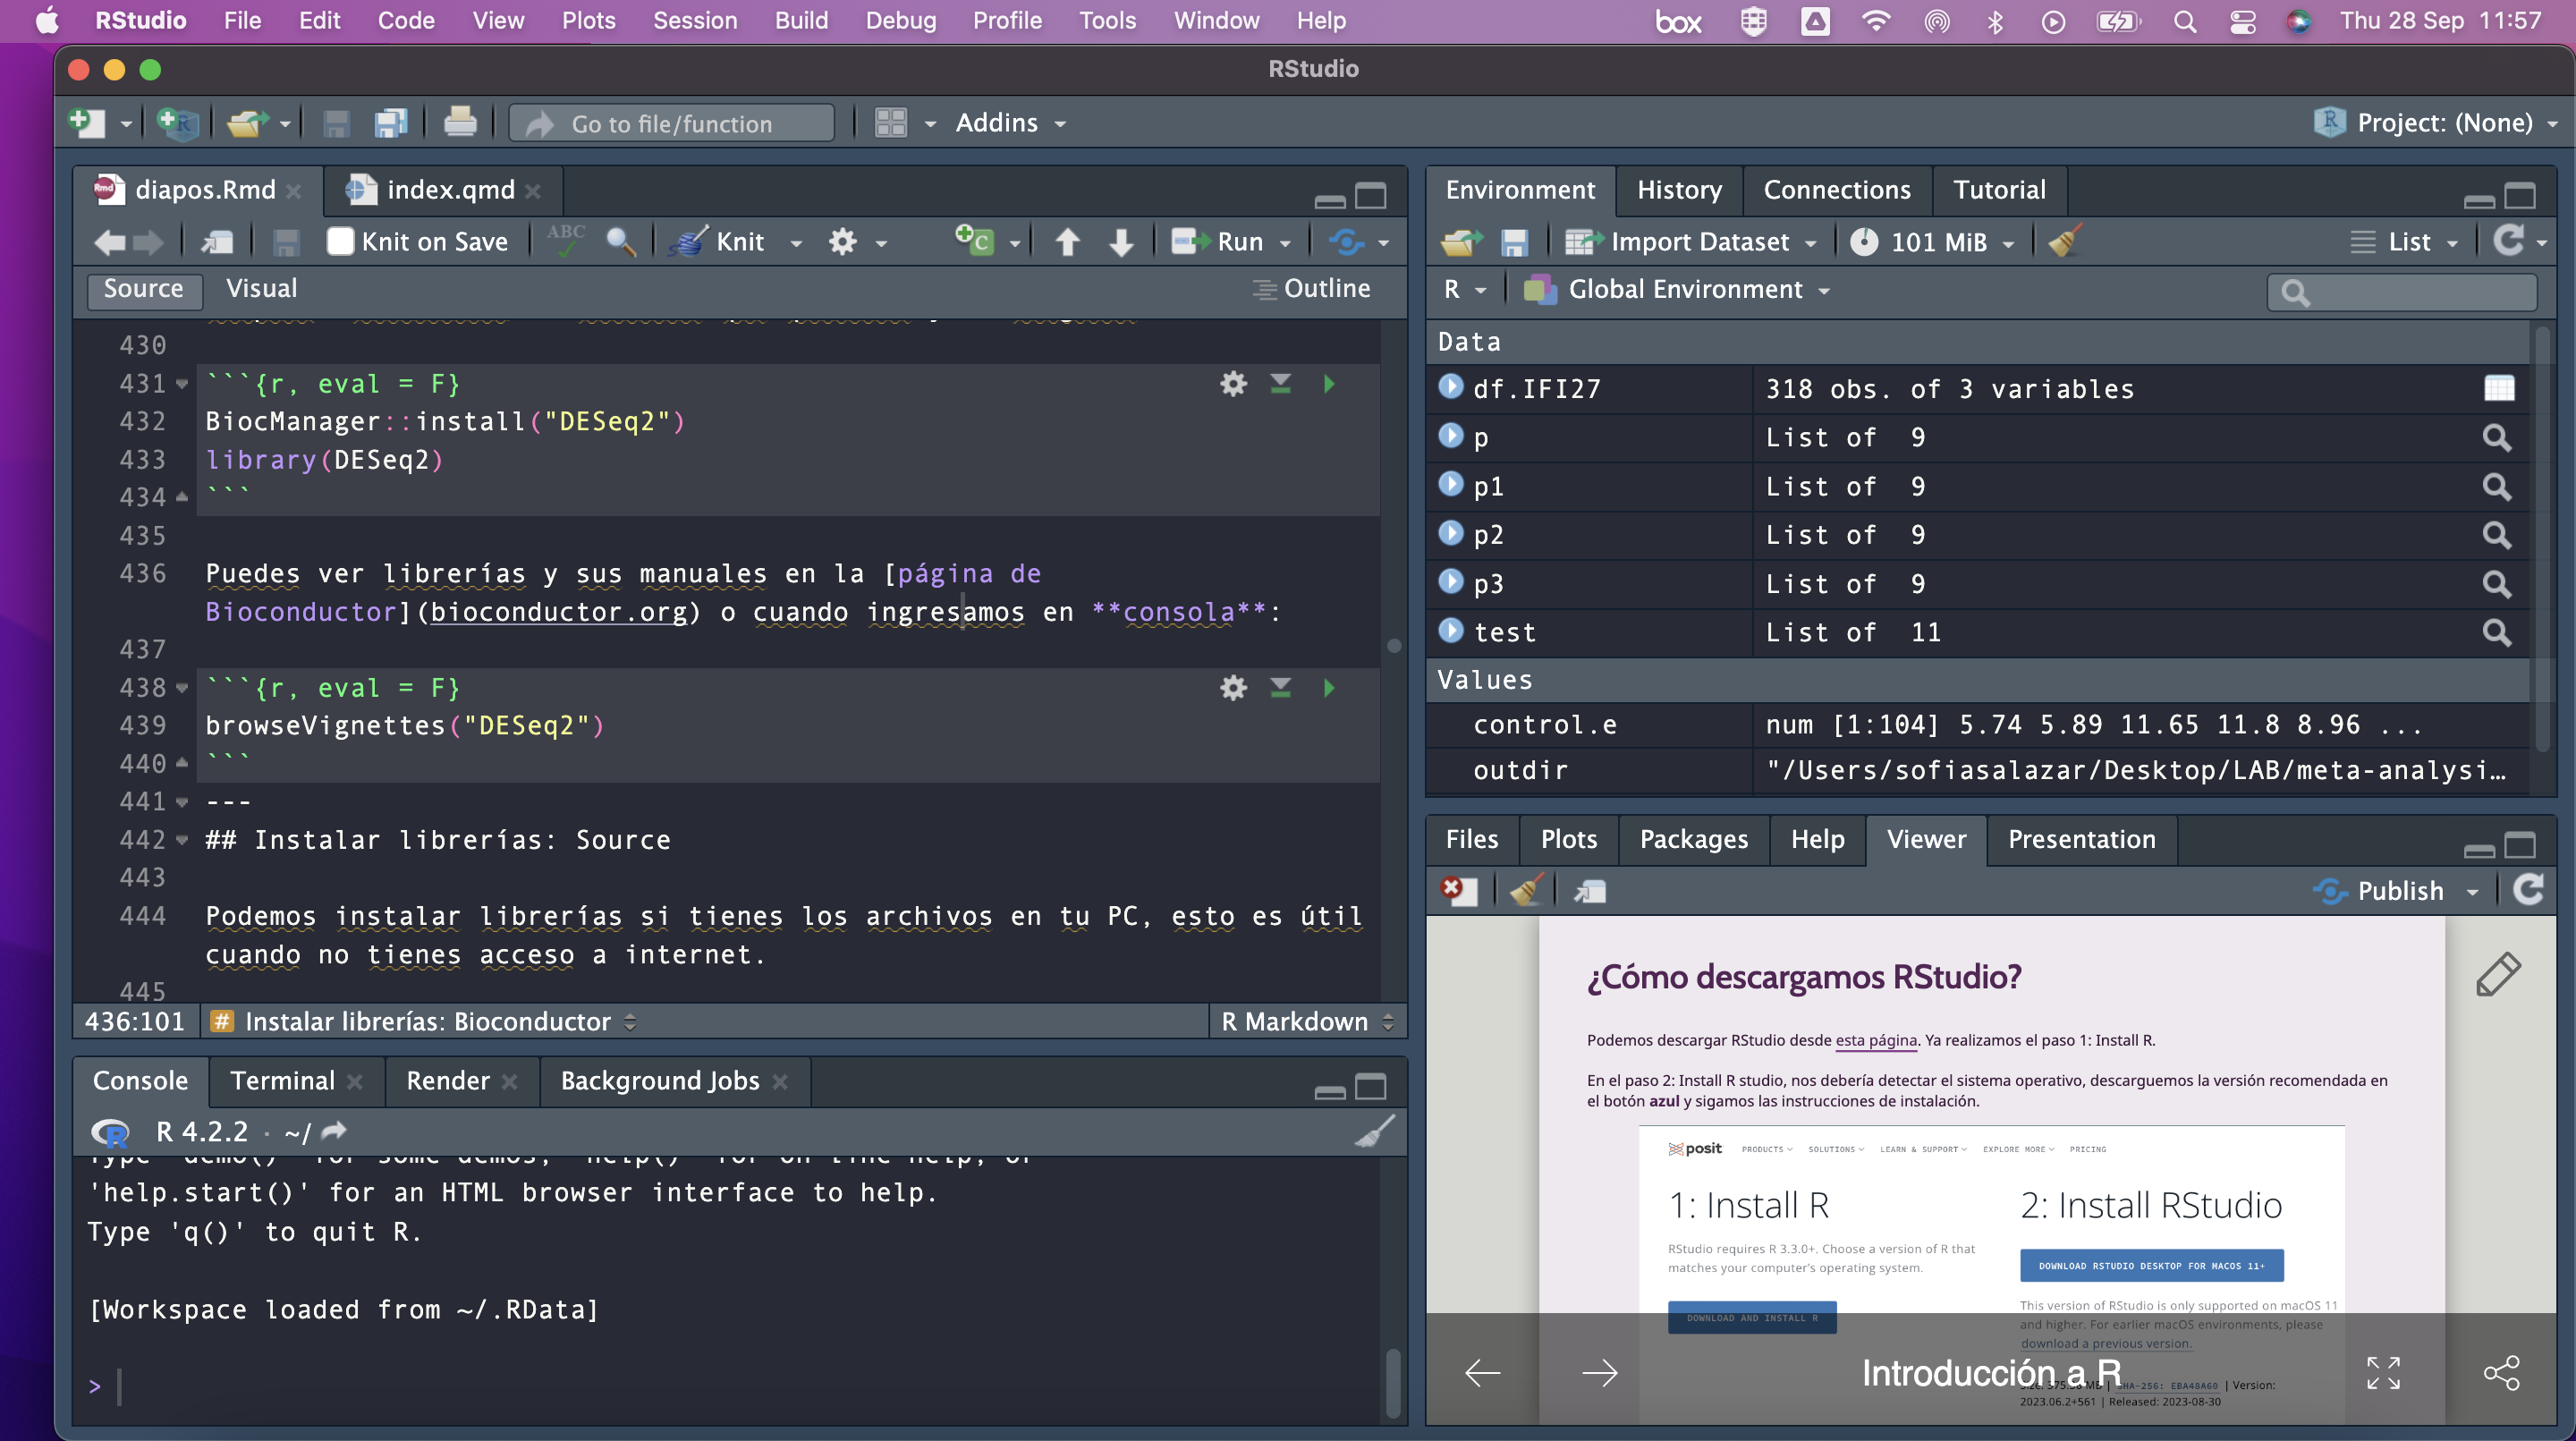 RStudio File Edit Code View Plots Session Build Debug Profile Tools Window Help box Thu 28 Sep 11:57
RStudio
Go to file/function Addins Project: (None)
diapos.Rmd index.qmd
ABC Knit on Save Knit Run
Source Visual Outline
430
431 ```{r, eval = F}
432 BiocManager::install("DESeq2")
433 library(DESeq2)
434 ```
435
436 Puedes ver librerías y sus manuales en la [página de
Bioconductor](bioconductor.org) o cuando ingresamos en **consola**:
437
438 ```{r, eval = F}
439 browseVignettes("DESeq2")
440 ```
441 ---
442 ## Instalar librerías: Source
443
444 Podemos instalar librerías si tienes los archivos en tu PC, esto es útil
cuando no tienes acceso a internet.
445
436:101 # Instalar librerías: Bioconductor R Markdown
Console Terminal Render Background Jobs
R 4.2.2 · ~/
Type 'demo()' for some demos, 'help()' for on-line help, or
'help.start()' for an HTML browser interface to help.
Type 'q()' to quit R.
[Workspace loaded from ~/.RData]
>
Environment History Connections Tutorial
Import Dataset 101 MiB List
R Global Environment
Data
df.IFI27 318 obs. of 3 variables
p List of 9
p1 List of 9
p2 List of 9
p3 List of 9
test List of 11
Values
control.e num [1:104] 5.74 5.89 11.65 11.8 8.96 ...
outdir "/Users/sofiasalazar/Desktop/LAB/meta-analysi…
Files Plots Packages Help Viewer Presentation
Publish
¿Cómo descargamos RStudio?
Podemos descargar RStudio desde esta página. Ya realizamos el paso 1: Install R.
En el paso 2: Install R studio, nos debería detectar el sistema operativo, descarguemos la versión recomendada en
el botón azul y sigamos las instrucciones de instalación.
posit PRODUCTS SOLUTIONS LEARN & SUPPORT EXPLORE MORE PRICING
1: Install R
RStudio requires R 3.3.0+. Choose a version of R that
matches your computer's operating system.
DOWNLOAD AND INSTALL R
2: Install RStudio
DOWNLOAD RSTUDIO DESKTOP FOR MACOS 11+
This version of RStudio is only supported on macOS 11
and higher. For earlier macOS environments, please
download a previous version.
Introducción a R
MB | SHA-256: EBA48A60 | Version:
2023.06.2+561 | Released: 2023-08-30